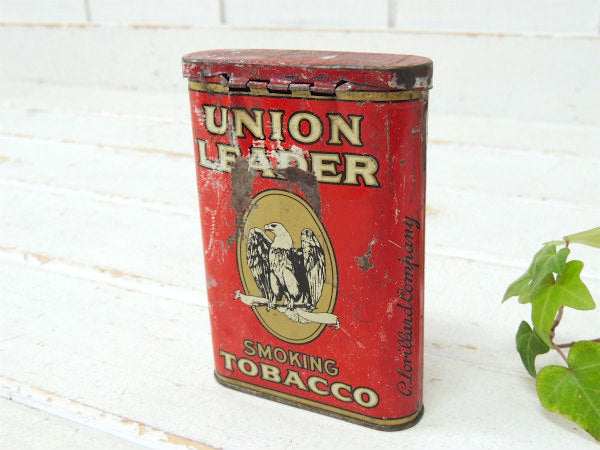 UNION
LEADER
SMOKING
TOBACCO
P. Lorillard Company